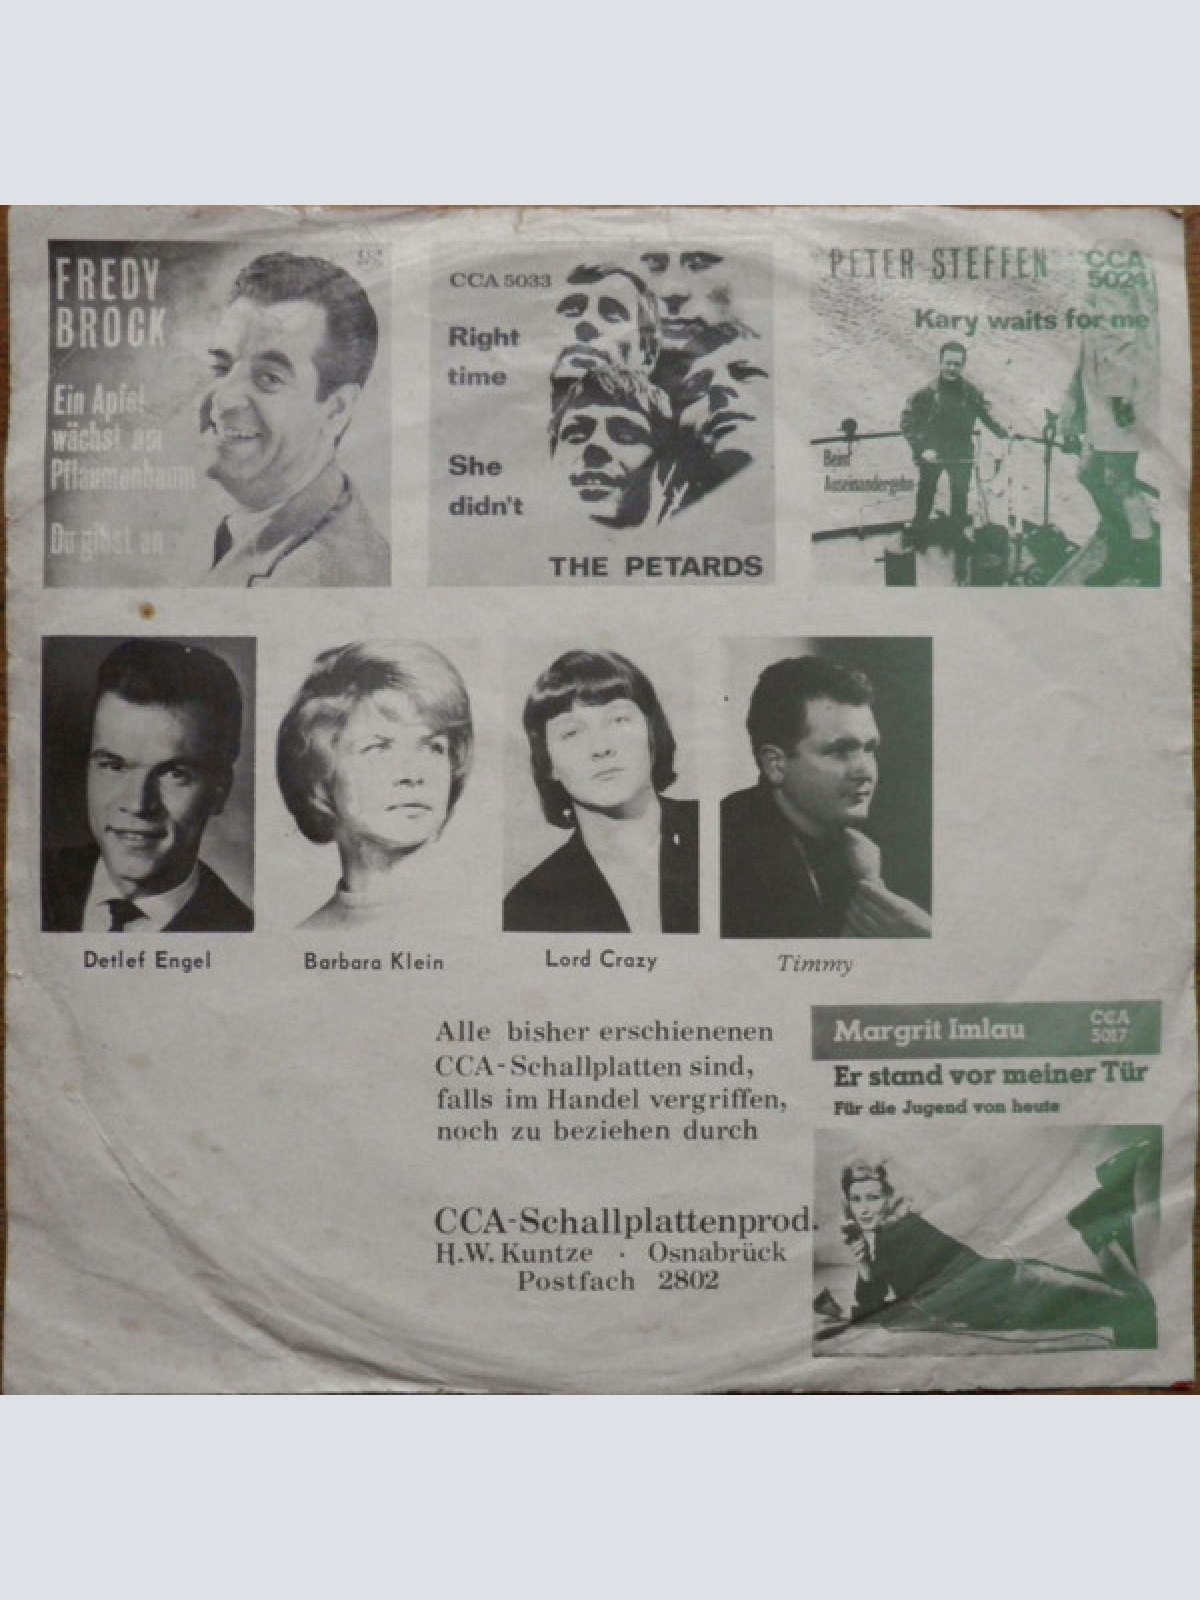 FREDY
BROCK
Ein Apfel
wächst am
Pflaumenbaum
Du gibst an
CCA 5033
Right
time
She
didn't
THE PETARDS
PETER STEFFEN
CCA
5024
Kary waits for me
Beim
Auseinandergehn
Detlef Engel
Barbara Klein
Lord Crazy
Timmy
Alle bisher erschienenen
CCA-Schallplatten sind,
falls im Handel vergriffen,
noch zu beziehen durch
CCA-Schallplattenprod.
H.W. Kuntze · Osnabrück
Postfach 2802
Margrit Imlau
CCA
5017
Er stand vor meiner Tür
Für die Jugend von heute